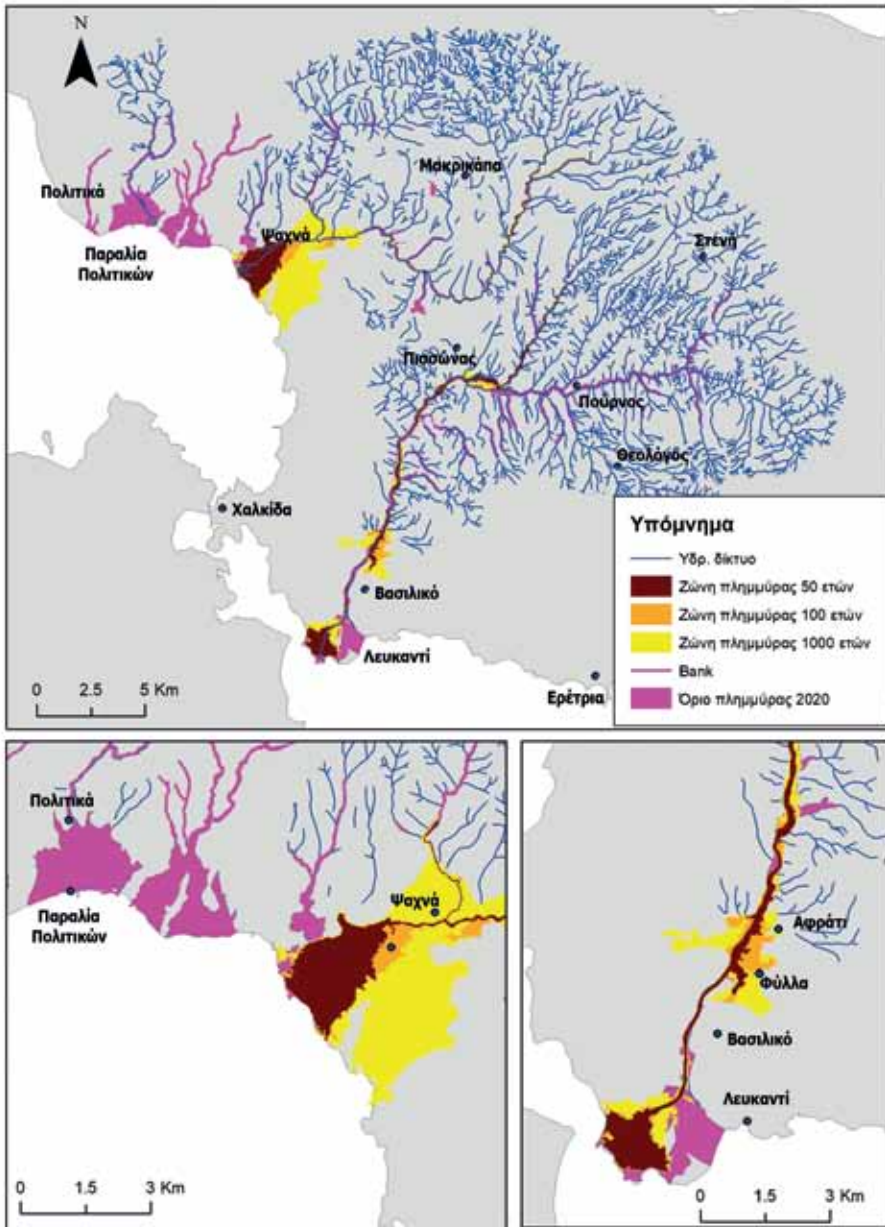 N
Μακρικάπα
Πολιτικά
Ψαχνά
Στενή
Παραλία
Πολιτικών
Πισσώνας
Πούρνος
Θεολόγος
Χαλκίδα
Βασιλικό
Λευκαντί
Ερέτρια
0 2.5 5 Km
Υπόμνημα
Υδρ. δίκτυο
Ζώνη πλημμύρας 50 ετών
Ζώνη πλημμύρας 100 ετών
Ζώνη πλημμύρας 1000 ετών
Bank
Όριο πλημμύρας 2020
Πολιτικά
Παραλία
Πολιτικών
Ψαχνά
0 1.5 3 Km
Αφράτι
Φύλλα
Βασιλικό
Λευκαντί
0 1.5 3 Km